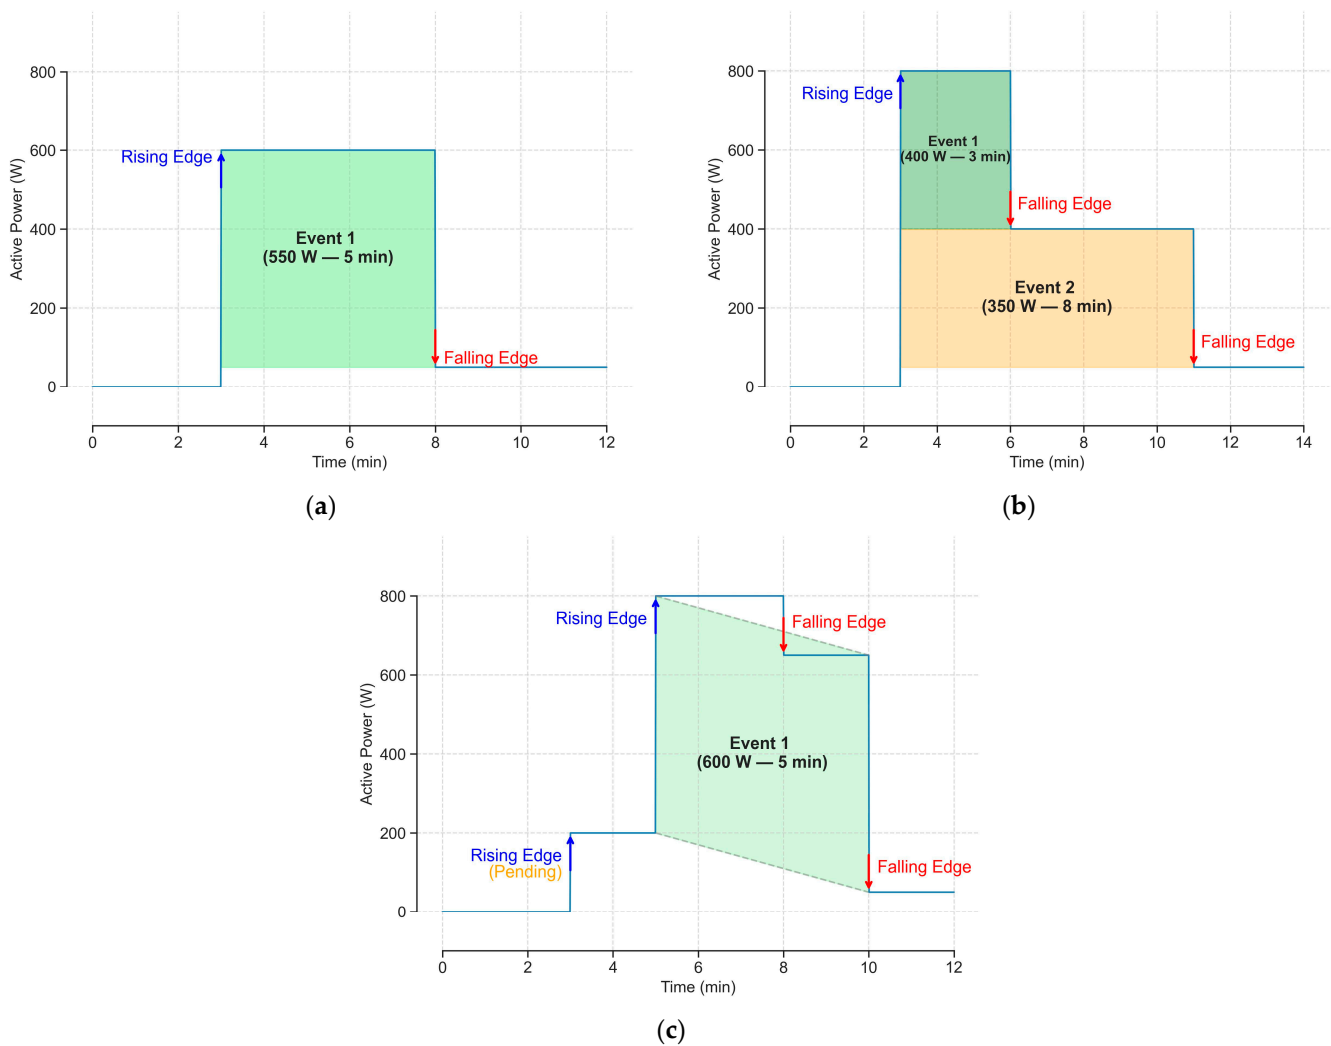 800
600
400
200
0
Active Power (W)
Rising Edge
Event 1
(550 W — 5 min)
Falling Edge
0 2 4 6 8 10 12
Time (min)
(a)
800
600
400
200
0
Active Power (W)
Rising Edge
Event 1
(400 W — 3 min)
Falling Edge
Event 2
(350 W — 8 min)
Falling Edge
0 2 4 6 8 10 12 14
Time (min)
(b)
800
600
400
200
0
Active Power (W)
Rising Edge
Falling Edge
Event 1
(600 W — 5 min)
Rising Edge
(Pending)
Falling Edge
0 2 4 6 8 10 12
Time (min)
(c)